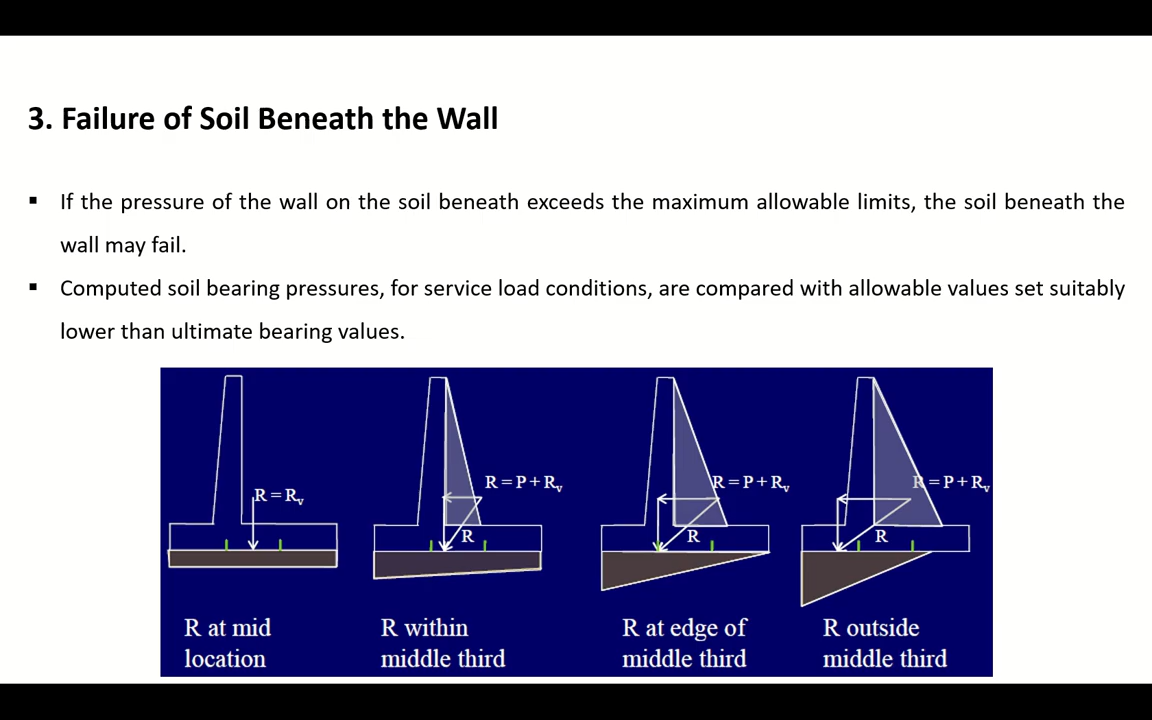 3. Failure of Soil Beneath the Wall
▪ If the pressure of the wall on the soil beneath exceeds the maximum allowable limits, the soil beneath the
wall may fail.
▪ Computed soil bearing pressures, for service load conditions, are compared with allowable values set suitably
lower than ultimate bearing values.
R = Rv
R = P + Rv
R
R = P + Rv
R
R = P + Rv
R
R at mid
location
R within
middle third
R at edge of
middle third
R outside
middle third